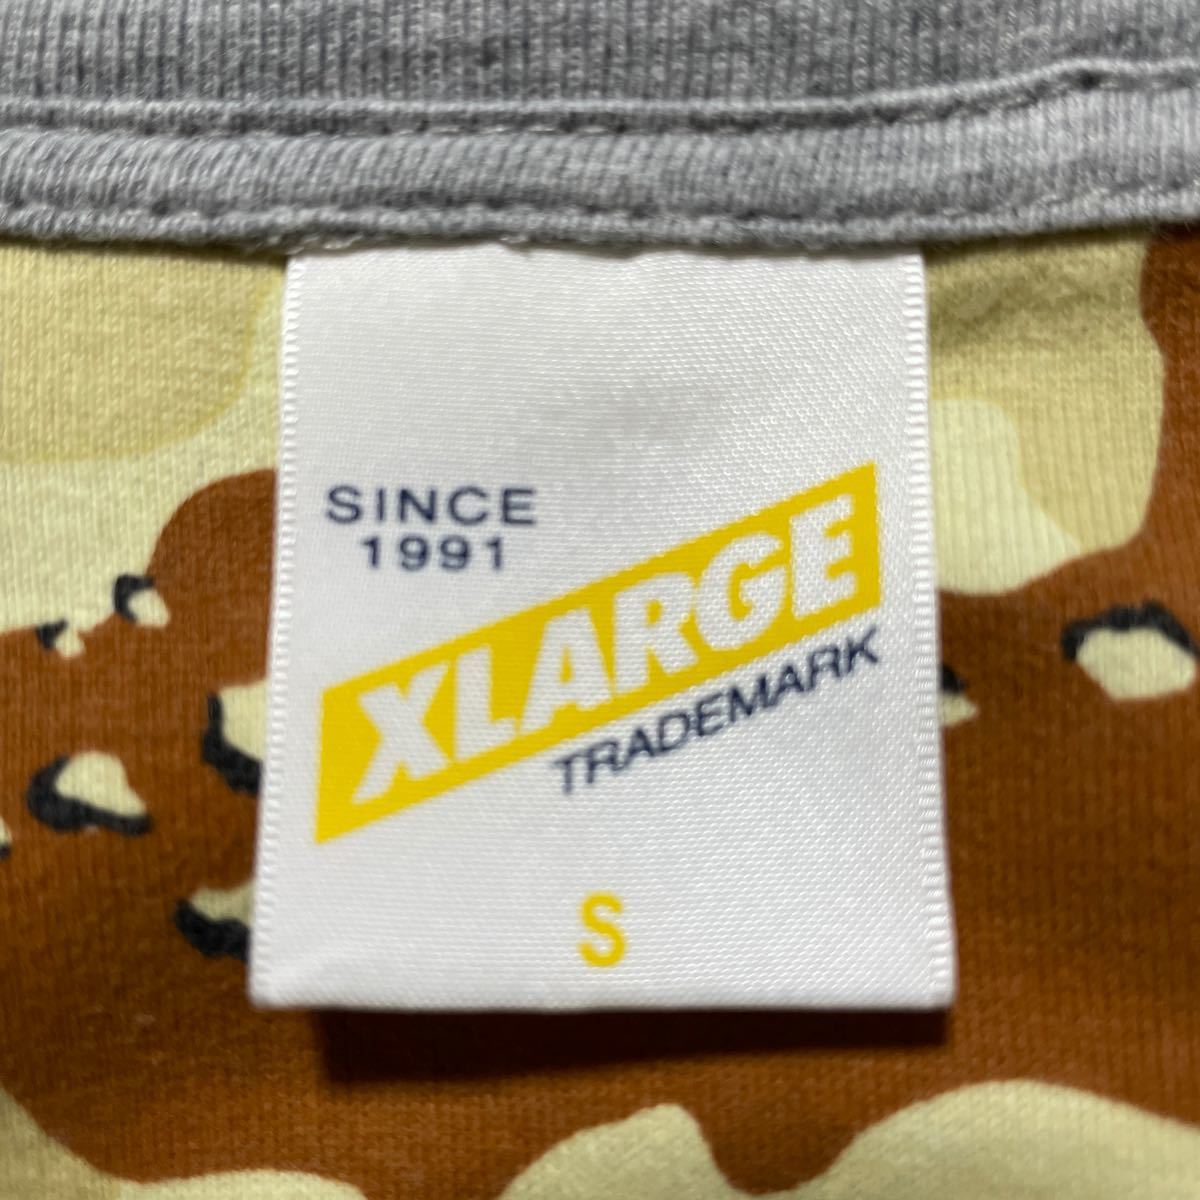 SINCE
1991
XLARGE
TRADEMARK
S